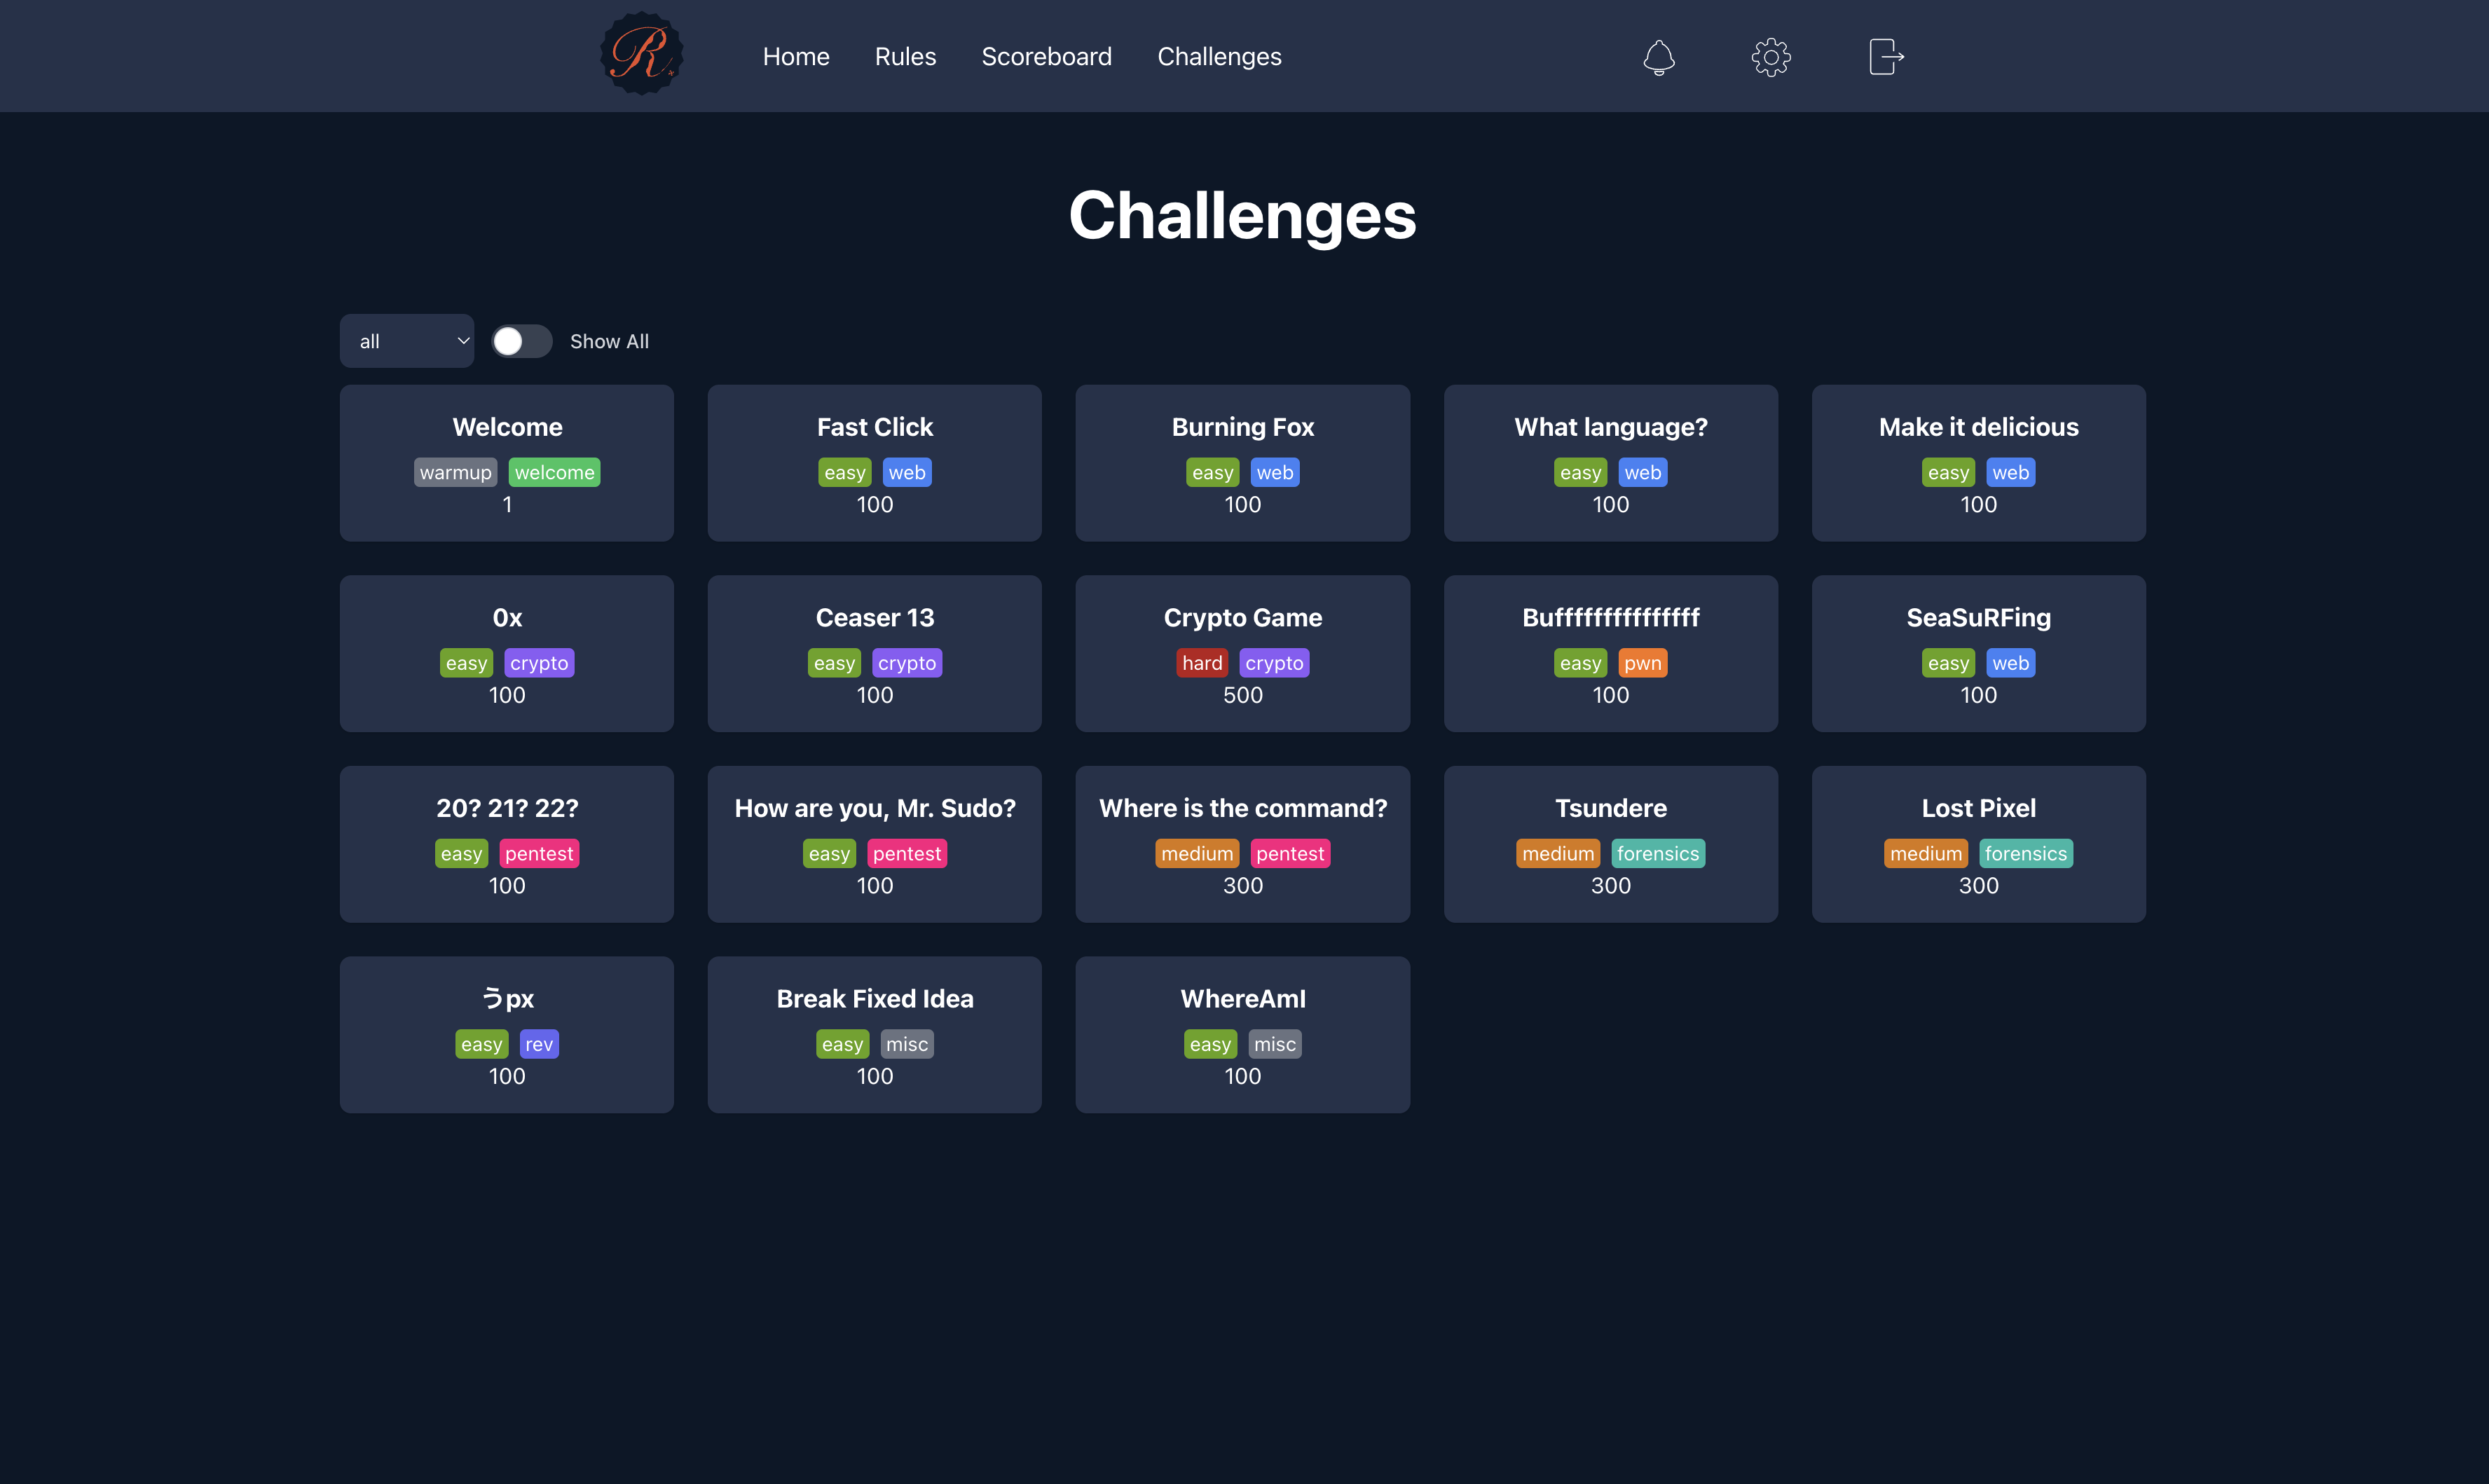 R
Home Rules Scoreboard Challenges
Challenges
all Show All
Welcome
warmup welcome
1
Fast Click
easy web
100
Burning Fox
easy web
100
What language?
easy web
100
Make it delicious
easy web
100
0x
easy crypto
100
Ceaser 13
easy crypto
100
Crypto Game
hard crypto
500
Buffffffffffffff
easy pwn
100
SeaSuRFing
easy web
100
20? 21? 22?
easy pentest
100
How are you, Mr. Sudo?
easy pentest
100
Where is the command?
medium pentest
300
Tsundere
medium forensics
300
Lost Pixel
medium forensics
300
うpx
easy rev
100
Break Fixed Idea
easy misc
100
WhereAmI
easy misc
100